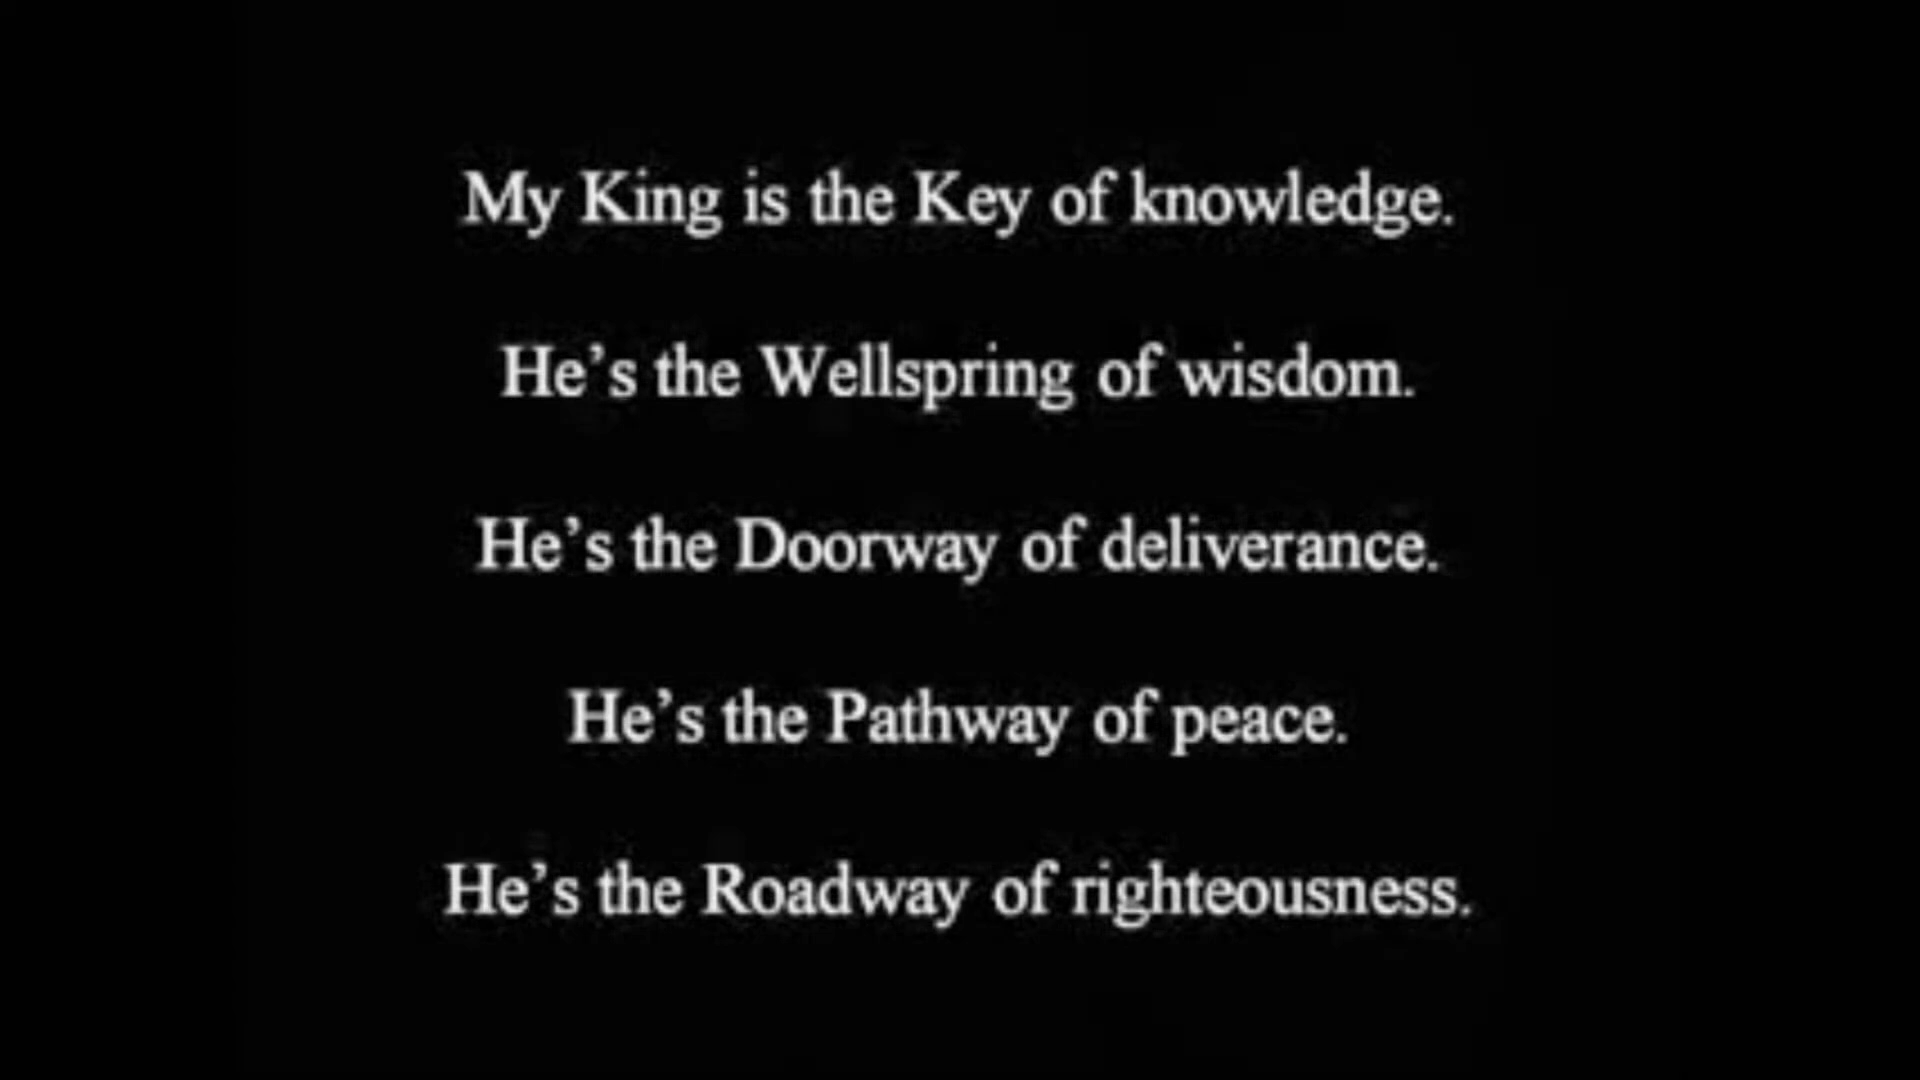 My King is the Key of knowledge.
He’s the Wellspring of wisdom.
He’s the Doorway of deliverance.
He’s the Pathway of peace.
He’s the Roadway of righteousness.